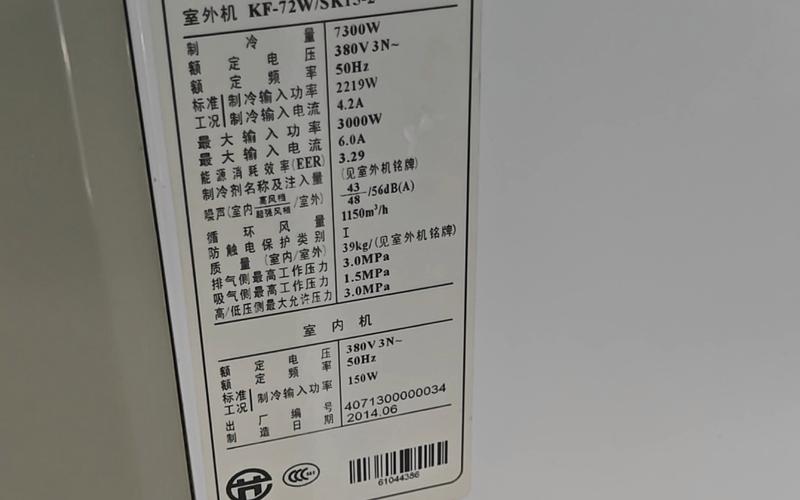 室外机 KF-72W/SK
制冷量 7300W
额定电压 380V 3N~
额定频率 50Hz
标准工况 制冷输入功率 2219W
制冷输入电流 4.2A
最大输入功率 3000W
最大输入电流 6.0A
能源消耗效率(EER) 3.29
制冷剂名称及注入量 (见室外机铭牌)
噪声(室内 高风档/超强风档 /室外) 43/48 /56dB(A)
循环风量 1150m³/h
防触电保护类别 I
质量(室内/室外) 39kg/(见室外机铭牌)
排气侧最高工作压力 3.0MPa
吸气侧最高工作压力 1.5MPa
高/低压侧最大允许压力 3.0MPa
室内机
额定电压 380V 3N~
额定频率 50Hz
标准工况 制冷输入功率 150W
出厂编号 4071300000034
制造日期 2014.06
CCC
61044386